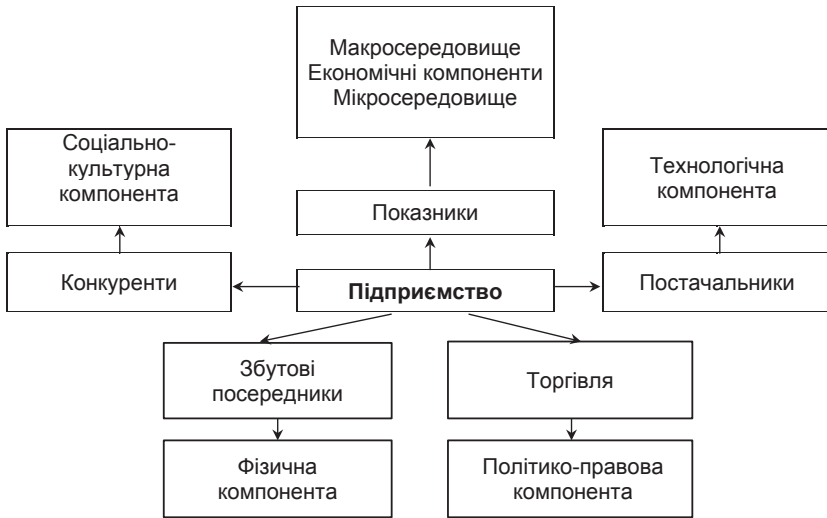 Макросередовище
Економічні компоненти
Мікросередовище
Соціально-
культурна
компонента
Технологічна
компонента
Показники
Конкуренти
Підприємство
Постачальники
Збутові
посередники
Торгівля
Фізична
компонента
Політико-правова
компонента